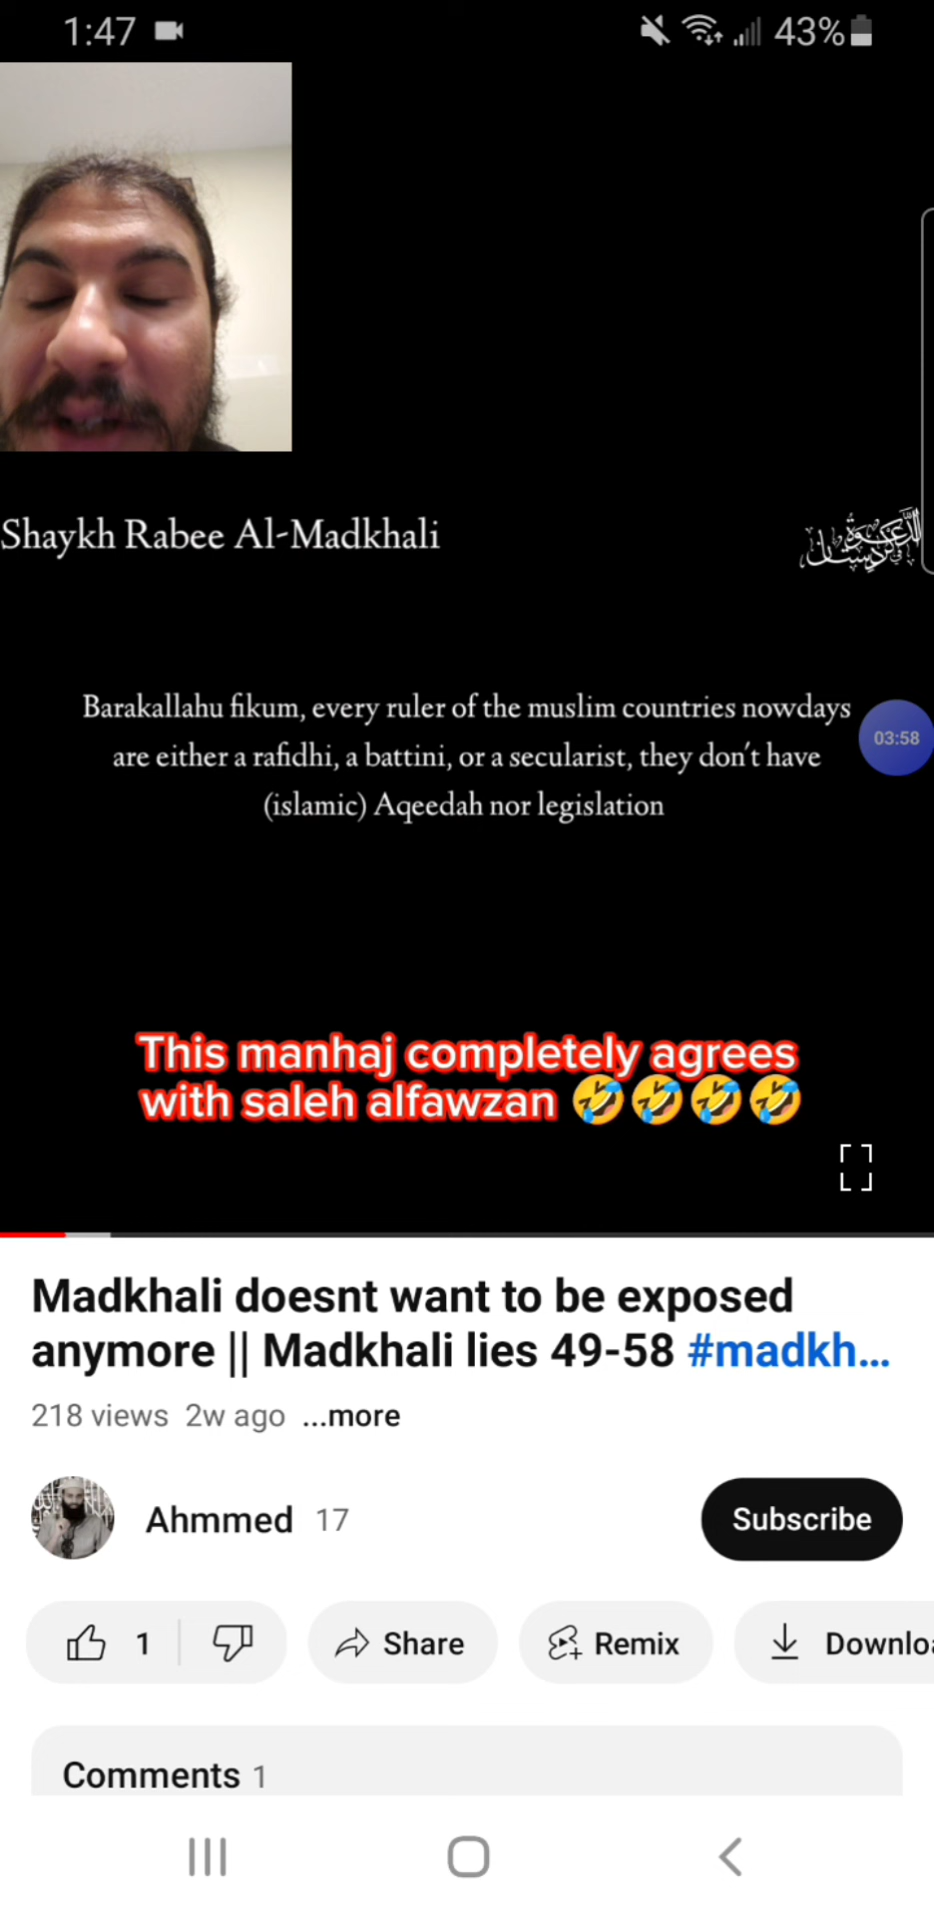 1:47
43%
Shaykh Rabee Al-Madkhali
الدَّعْوَةُ
فِي كُرْدِسْتَان
Barakallahu fikum, every ruler of the muslim countries nowdays
are either a rafidhi, a battini, or a secularist, they don't have
(islamic) Aqeedah nor legislation
03:58
This manhaj completely agrees
with saleh alfawzan 🤣🤣🤣🤣
Madkhali doesnt want to be exposed
anymore || Madkhali lies 49-58 #madkh...
218 views 2w ago ...more
Ahmmed 17
Subscribe
1
Share
Remix
Downloa
Comments 1